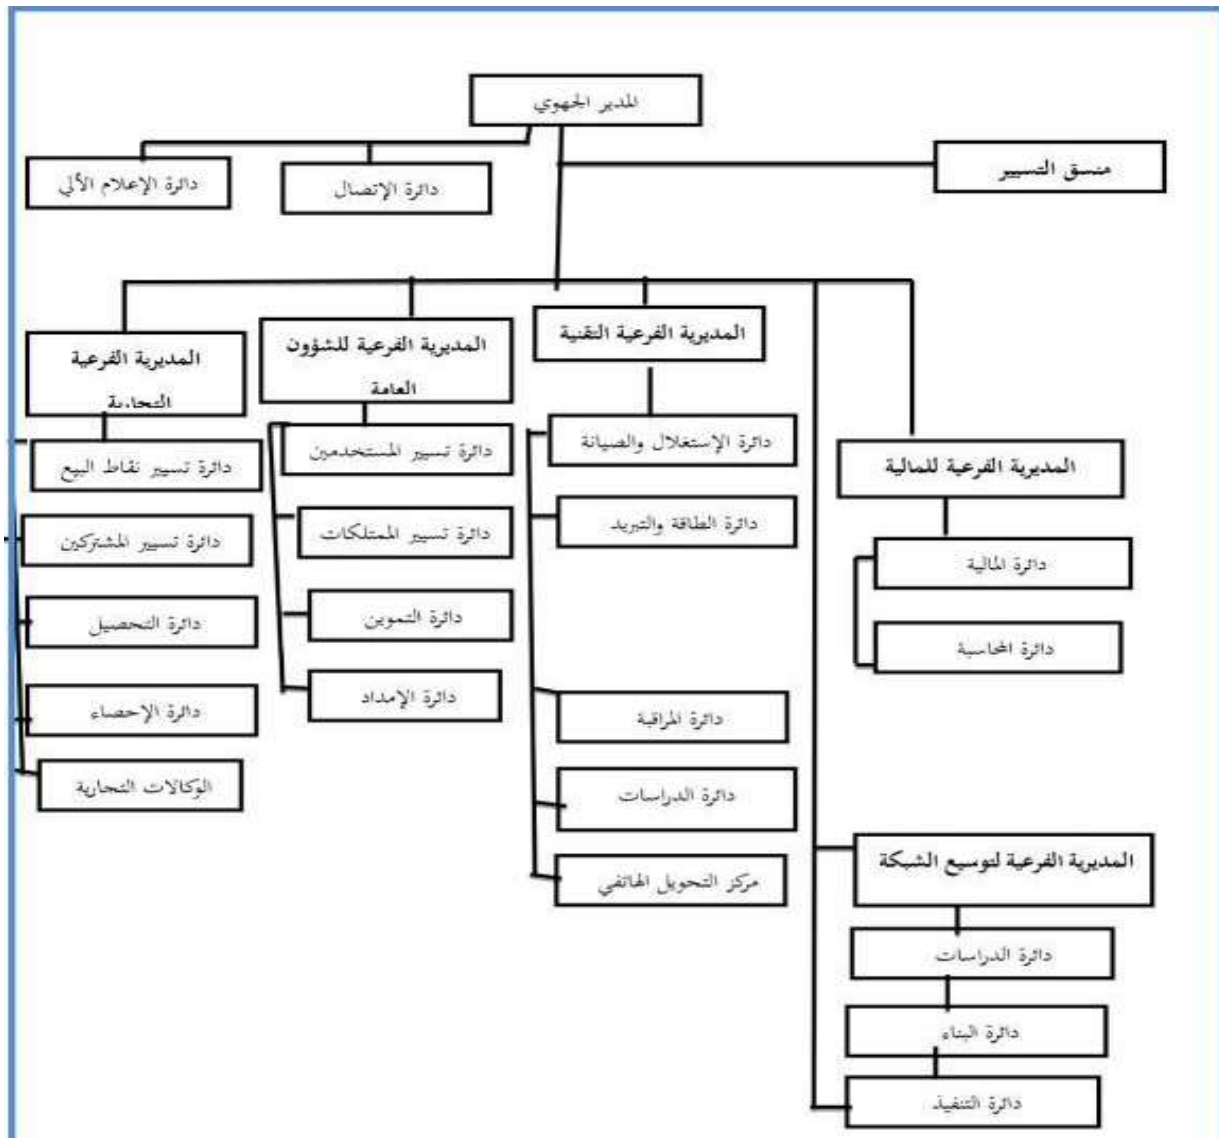 المدير الجهوي
منسق التسيير
دائرة الإتصال
دائرة الإعلام الألي
المديرية الفرعية للمالية
دائرة المالية
دائرة المحاسبة
المديرية الفرعية لتوسيع الشبكة
دائرة الدراسات
دائرة البناء
دائرة التنفيذ
المديرية الفرعية التقنية
دائرة الإستغلال والصيانة
دائرة الطاقة والتبريد
دائرة المراقبة
دائرة الدراسات
مركز التحويل الهاتفي
المديرية الفرعية للشؤون
العامة
دائرة تسيير المستخدمين
دائرة تسيير الممتلكات
دائرة التموين
دائرة الإمداد
المديرية الفرعية
التجارية
دائرة تسيير نقاط البيع
دائرة تسيير المشتركين
دائرة التحصيل
دائرة الإحصاء
الوكالات التجارية